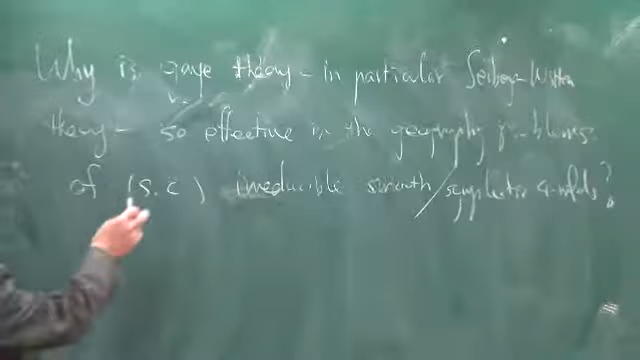 Why is gauge theory – in particular Seiberg-Witten
theory – so effective in the geography problems
of (s.c) irreducible smooth/symplectic 4-mfds?